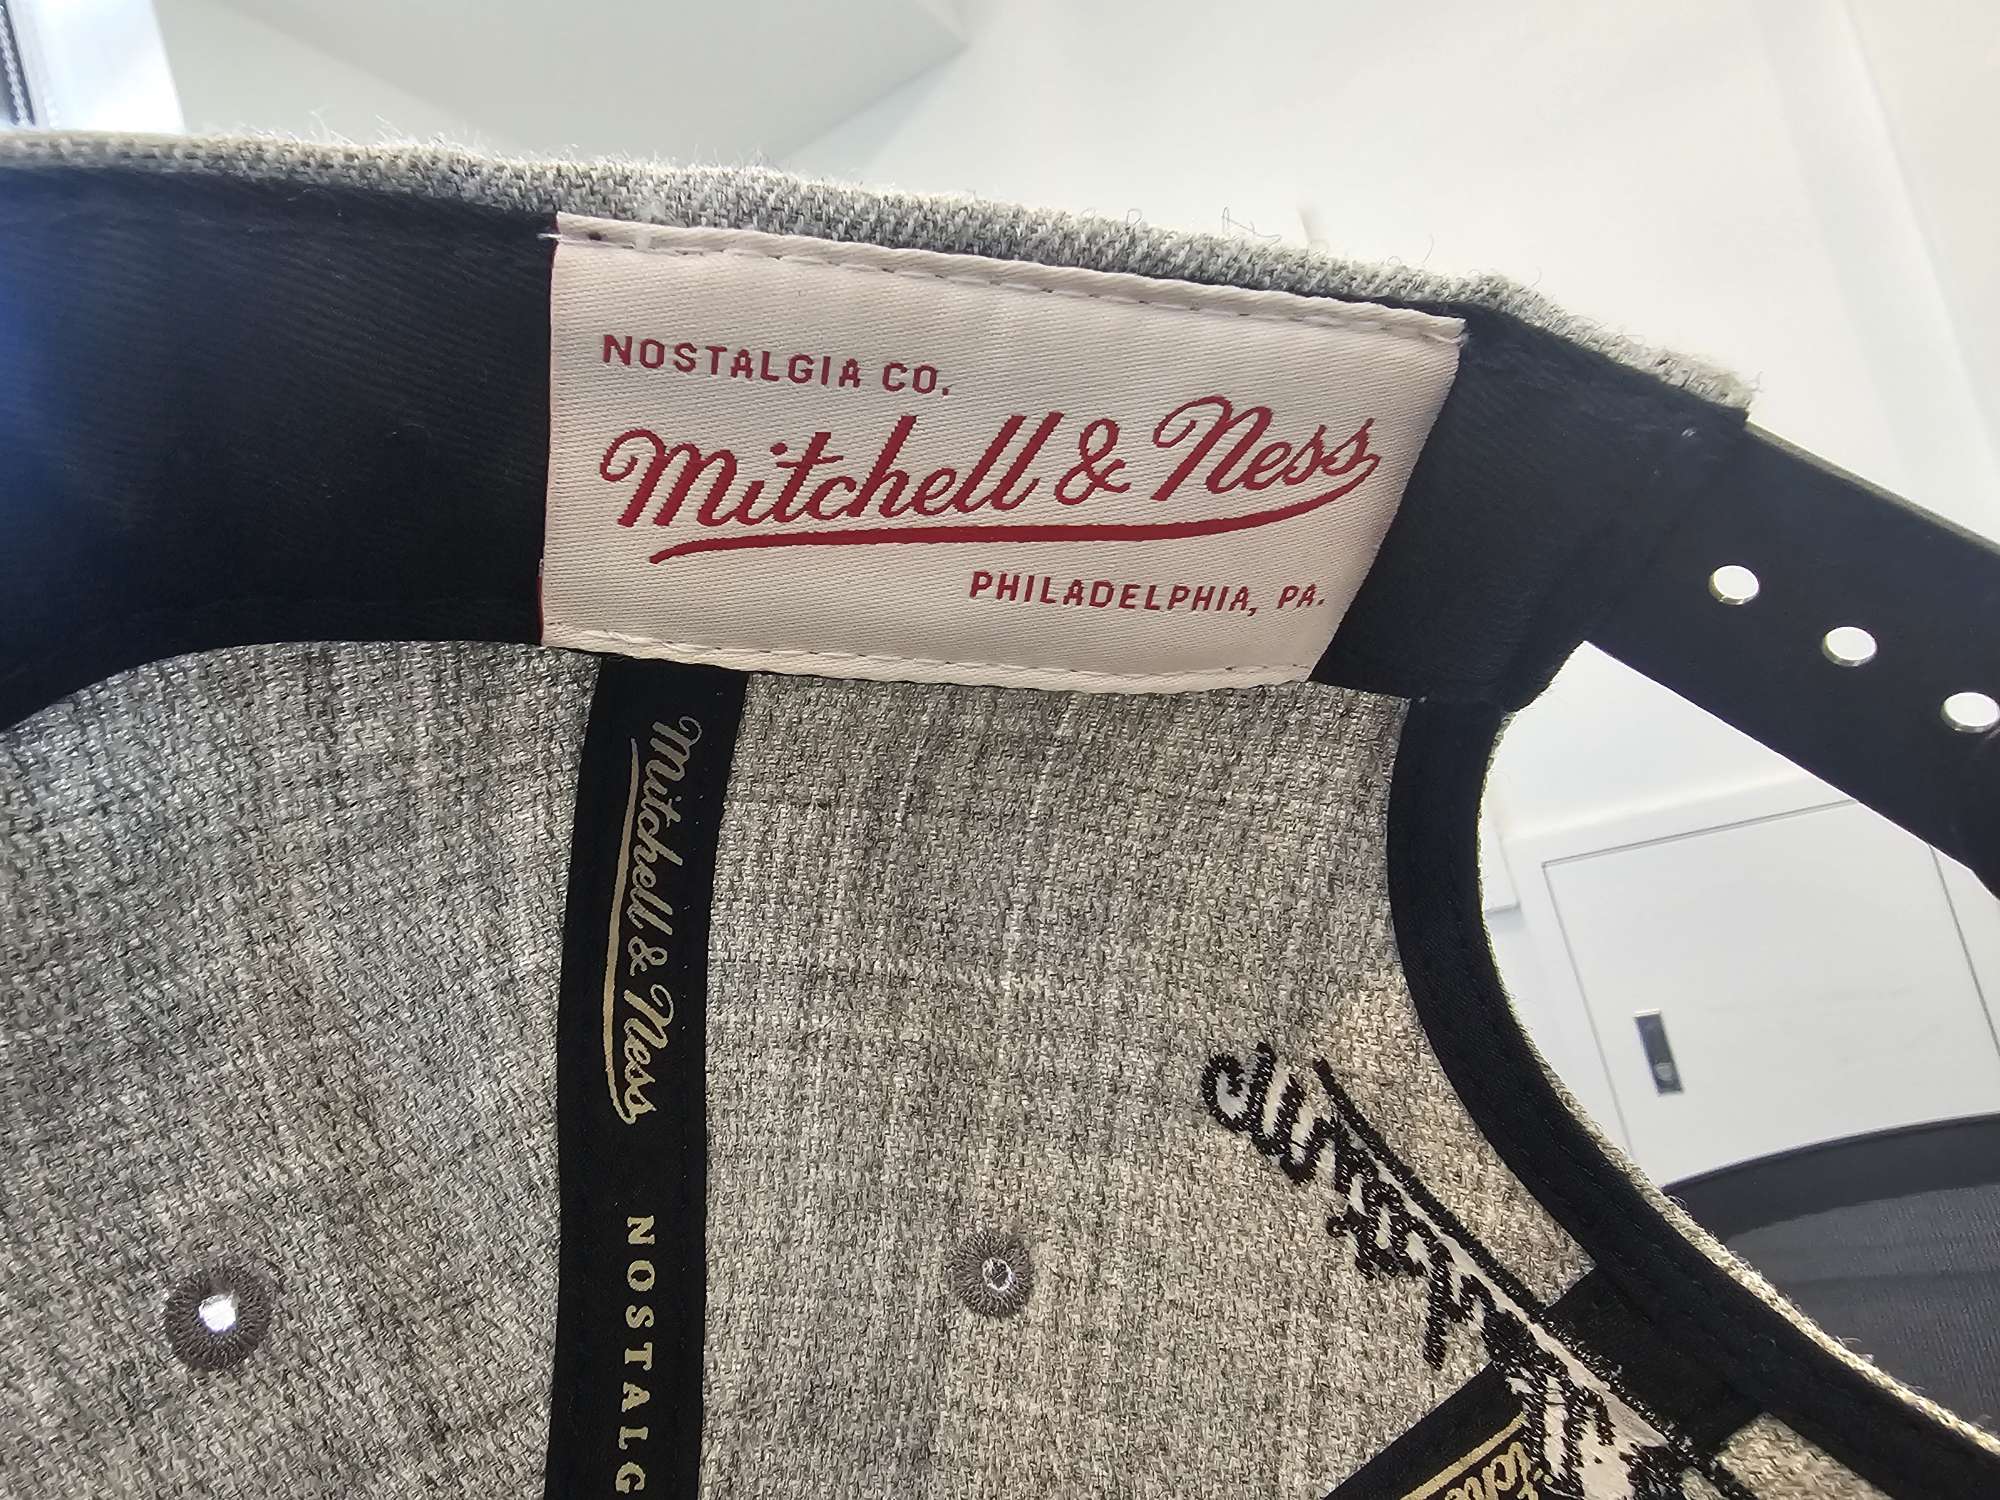 NOSTALGIA CO.
Mitchell & Ness
PHILADELPHIA, PA.
Mitchell & Ness
NOSTALG